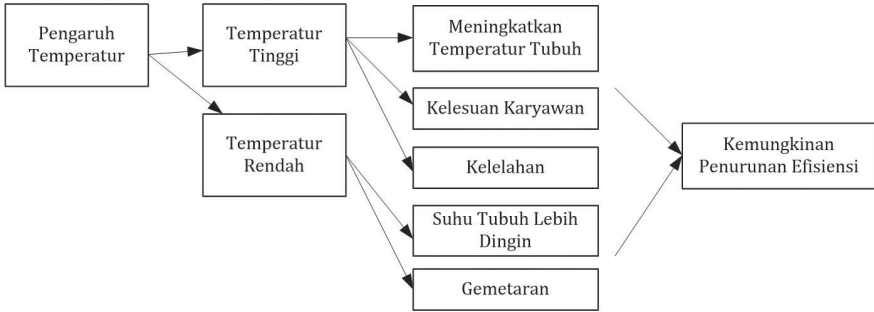 Pengaruh
Temperatur
Temperatur
Tinggi
Temperatur
Rendah
Meningkatkan
Temperatur Tubuh
Kelesuan Karyawan
Kelelahan
Suhu Tubuh Lebih
Dingin
Gemetaran
Kemungkinan
Penurunan Efisiensi